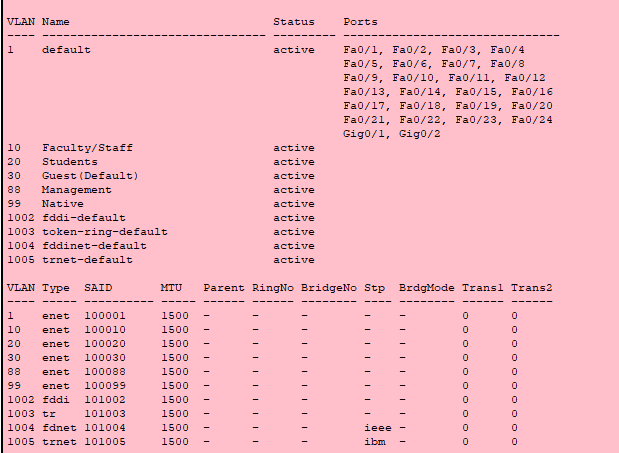 VLAN Name                             Status    Ports
---- -------------------------------- --------- -------------------------------
1    default                          active    Fa0/1, Fa0/2, Fa0/3, Fa0/4
                                                Fa0/5, Fa0/6, Fa0/7, Fa0/8
                                                Fa0/9, Fa0/10, Fa0/11, Fa0/12
                                                Fa0/13, Fa0/14, Fa0/15, Fa0/16
                                                Fa0/17, Fa0/18, Fa0/19, Fa0/20
                                                Fa0/21, Fa0/22, Fa0/23, Fa0/24
                                                Gig0/1, Gig0/2
10   Faculty/Staff                    active
20   Students                         active
30   Guest(Default)                   active
88   Management                       active
99   Native                           active
1002 fddi-default                     active
1003 token-ring-default               active
1004 fddinet-default                  active
1005 trnet-default                    active

VLAN Type  SAID       MTU   Parent RingNo BridgeNo Stp  BrdgMode Trans1 Trans2
---- ----- ---------- ----- ------ ------ -------- ---- -------- ------ ------
1    enet  100001     1500  -      -      -        -    -        0      0
10   enet  100010     1500  -      -      -        -    -        0      0
20   enet  100020     1500  -      -      -        -    -        0      0
30   enet  100030     1500  -      -      -        -    -        0      0
88   enet  100088     1500  -      -      -        -    -        0      0
99   enet  100099     1500  -      -      -        -    -        0      0
1002 fddi  101002     1500  -      -      -        -    -        0      0
1003 tr    101003     1500  -      -      -        -    -        0      0
1004 fdnet 101004     1500  -      -      -        ieee -        0      0
1005 trnet 101005     1500  -      -      -        ibm  -        0      0